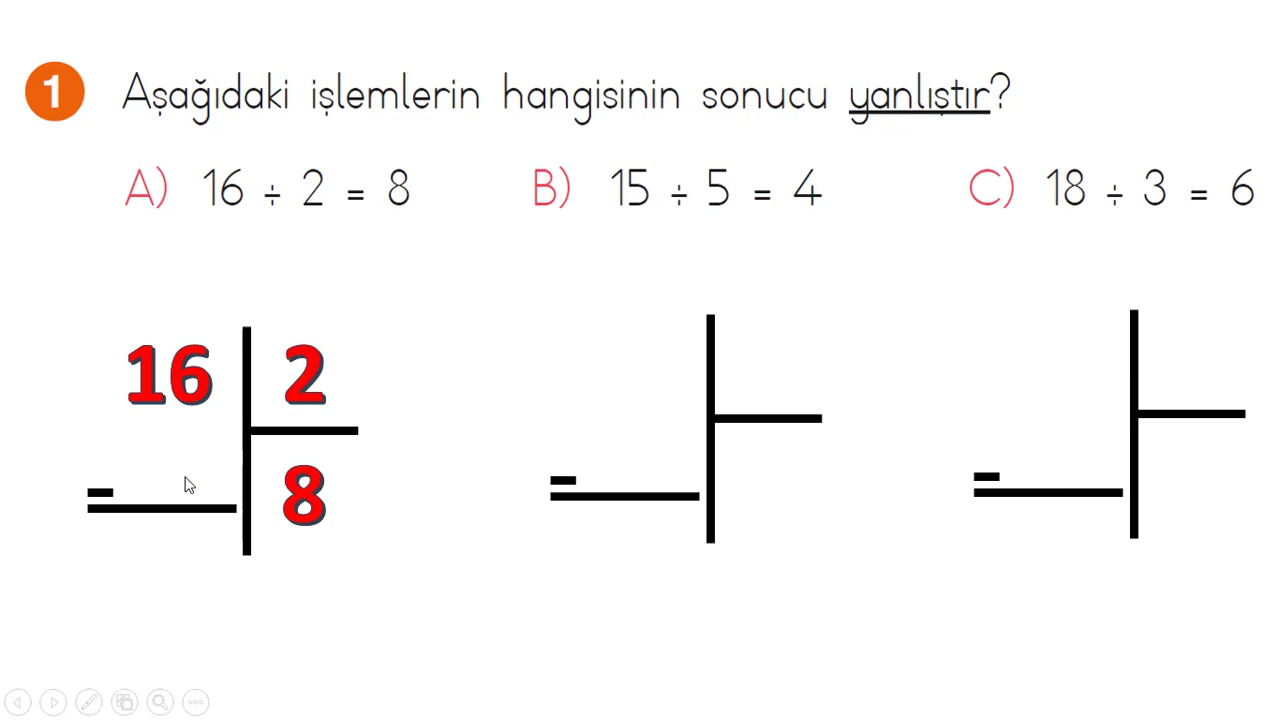 1 Aşağıdaki işlemlerin hangisinin sonucu yanlıştır?
A) 16 ÷ 2 = 8 B) 15 ÷ 5 = 4 C) 18 ÷ 3 = 6
16 2
- 8 - -